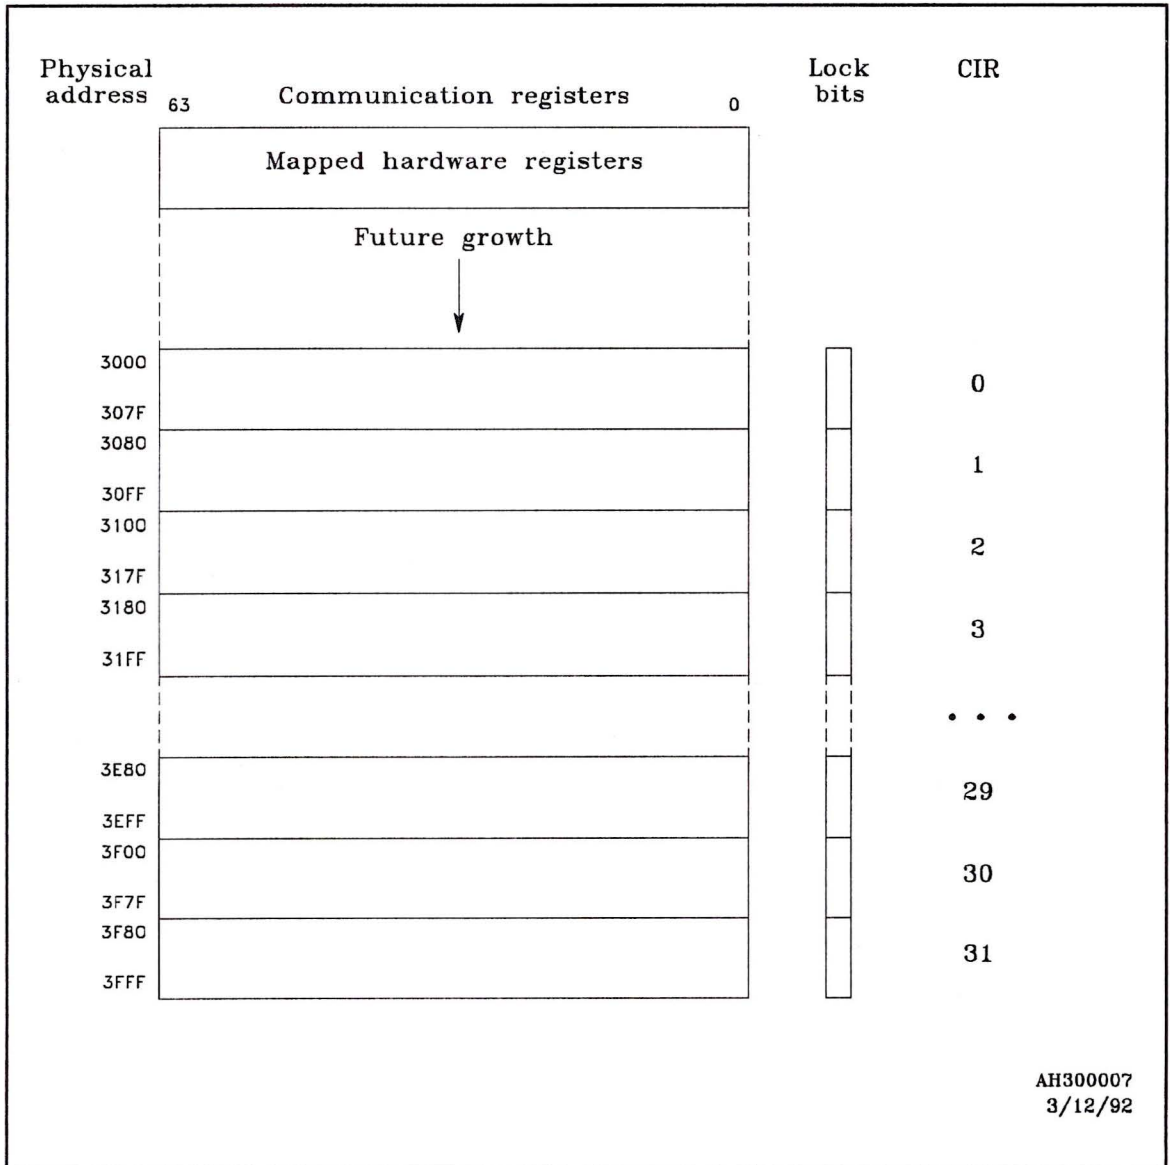 Physical address 63 Communication registers 0 Lock bits CIR
Mapped hardware registers
Future growth
3000
307F
0
3080
30FF
1
3100
317F
2
3180
31FF
3
• • •
3E80
3EFF
29
3F00
3F7F
30
3F80
3FFF
31
AH300007
3/12/92